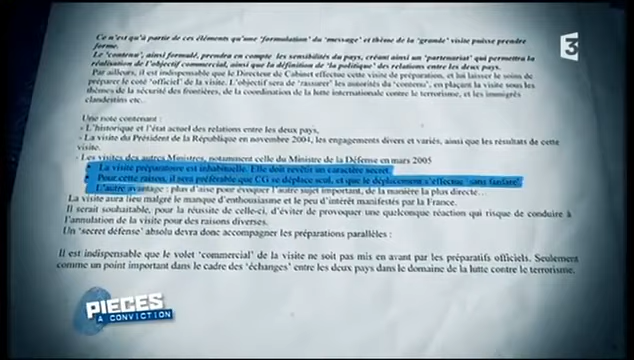 Ce n'est qu'à partir de ces éléments qu'une 'formulation' du 'message' et thème de la 'grande' visite puisse prendre
forme.
Le 'contenu', ainsi formulé, prendra en compte les sensibilités du pays, créant ainsi un 'partenariat' qui permettra la
réalisation de l'objectif commercial, ainsi que la définition de 'la politique' des relations entre les deux pays.
Par ailleurs, il est indispensable que le Directeur de Cabinet effectue cette visite de préparation, et lui laisser le soins de
préparer le coté 'officiel' de la visite. L'objectif sera de 'rassurer' les autorités du 'contenu', en plaçant la visite sous les
thèmes de la sécurité des frontières, de la coordination de la lutte internationale contre le terrorisme, et les immigrés
clandestins etc..
Une note contenant :
- L'historique et l'état actuel des relations entre les deux pays,
- La visite du Président de la République en novembre 2004, les engagements divers et variés, ainsi que les résultats de cette
visite.
- Les visites des autres Ministres, notamment celle du Ministre de la Défense en mars 2005
La visite préparatoire est inhabituelle. Elle doit revêtir un caractère secret.
Pour cette raison, il sera préférable que CG se déplace seul, et que le déplacement s'effectue 'sans fanfare'.
L'autre avantage : plus d'aise pour évoquer l'autre sujet important, de la manière la plus directe...
La visite aura lieu malgré le manque d'enthousiasme et le peu d'intérêt manifestés par la France.
Il serait souhaitable, pour la réussite de celle-ci, d'éviter de provoquer une quelconque réaction qui risque de conduire à
l'annulation de la visite pour des raisons diverses.
Un 'secret défense' absolu devra donc accompagner les préparations parallèles :
Il est indispensable que le volet 'commercial' de la visite ne soit pas mis en avant par les préparatifs officiels. Seulement
comme un point important dans le cadre des 'échanges' entre les deux pays dans le domaine de la lutte contre le terrorisme.
3
PIECES
A CONVICTION